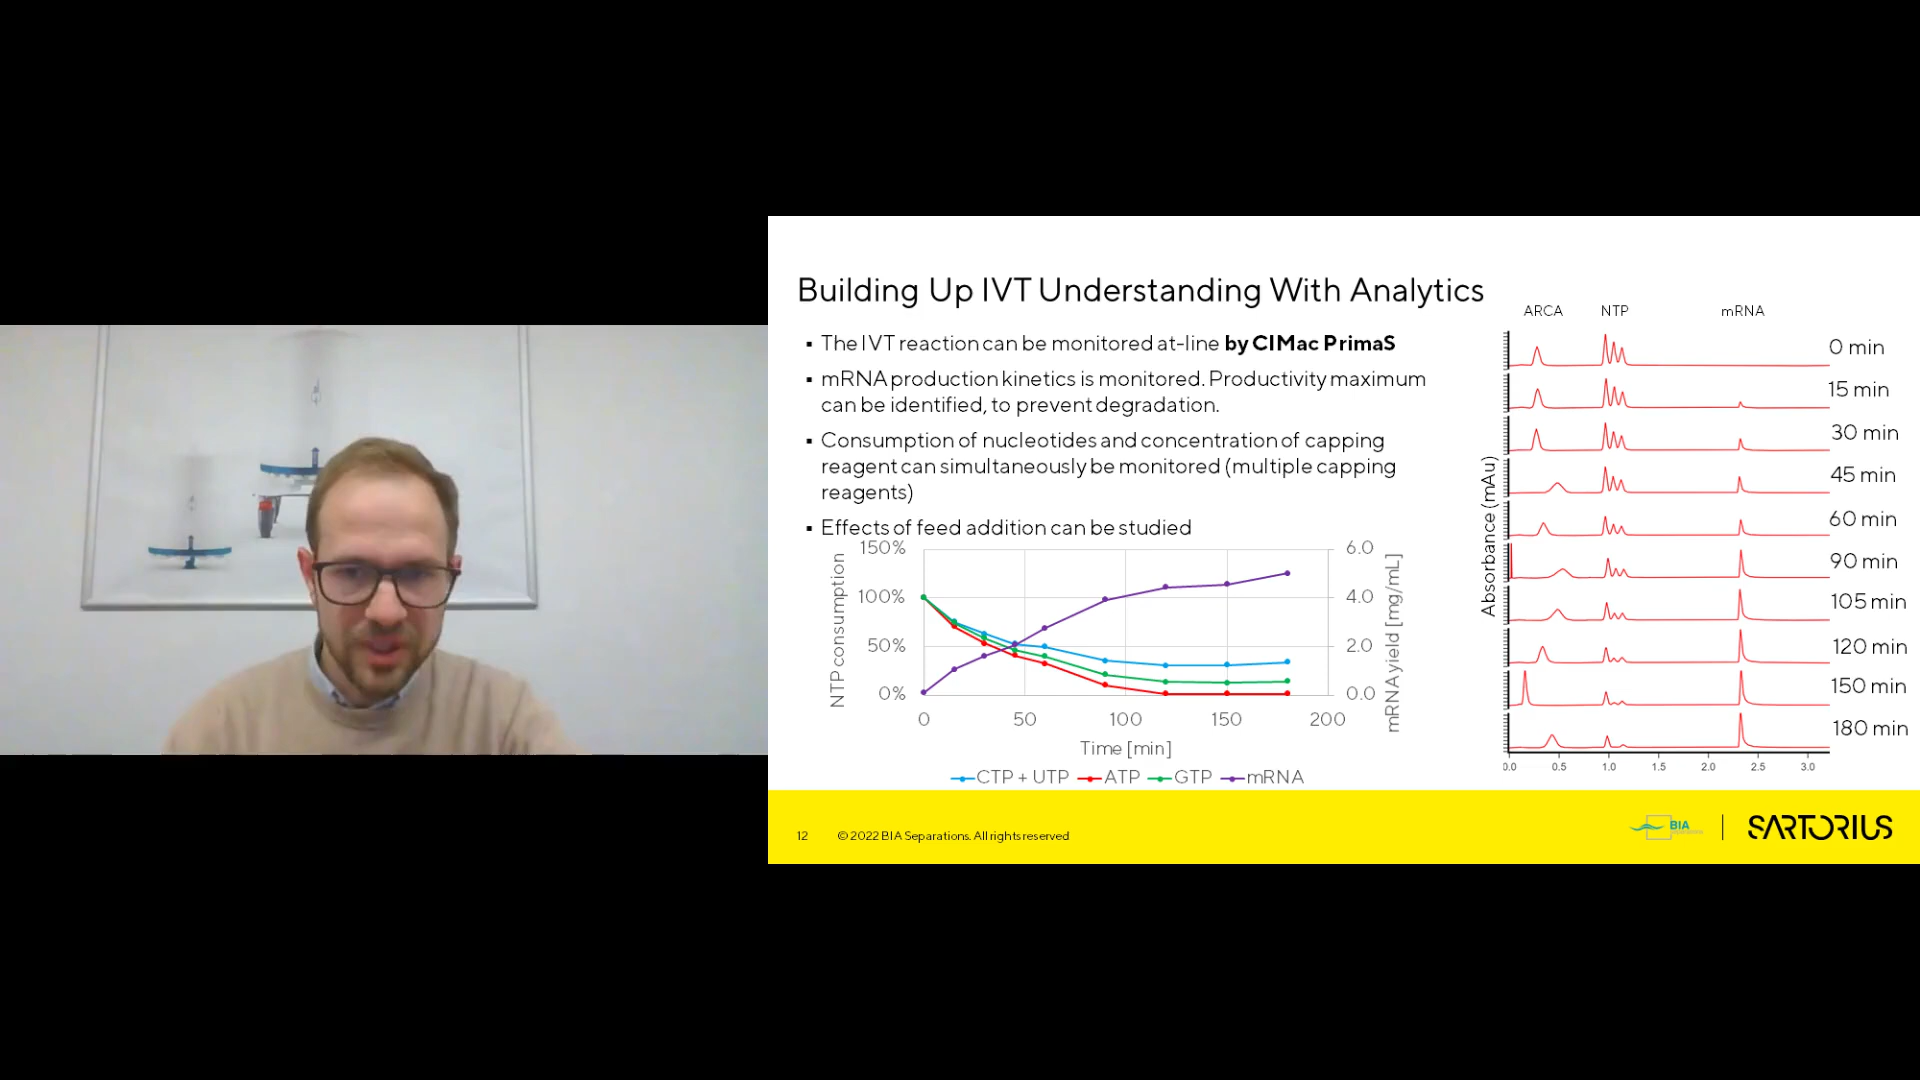 Building Up IVT Understanding With Analytics
▪ The IVT reaction can be monitored at-line by CIMac PrimaS
▪ mRNA production kinetics is monitored. Productivity maximum
can be identified, to prevent degradation.
▪ Consumption of nucleotides and concentration of capping
reagent can simultaneously be monitored (multiple capping
reagents)
▪ Effects of feed addition can be studied
NTP consumption
150%
100%
50%
0%
6.0
4.0
2.0
0.0
mRNA yield [mg/mL]
0 50 100 150 200
Time [min]
CTP + UTP ATP GTP mRNA
ARCA NTP mRNA
Absorbance (mAu)
0 min
15 min
30 min
45 min
60 min
90 min
105 min
120 min
150 min
180 min
0.0 0.5 1.0 1.5 2.0 2.5 3.0
12 © 2022 BIA Separations. All rights reserved
BIA
SARTORIUS